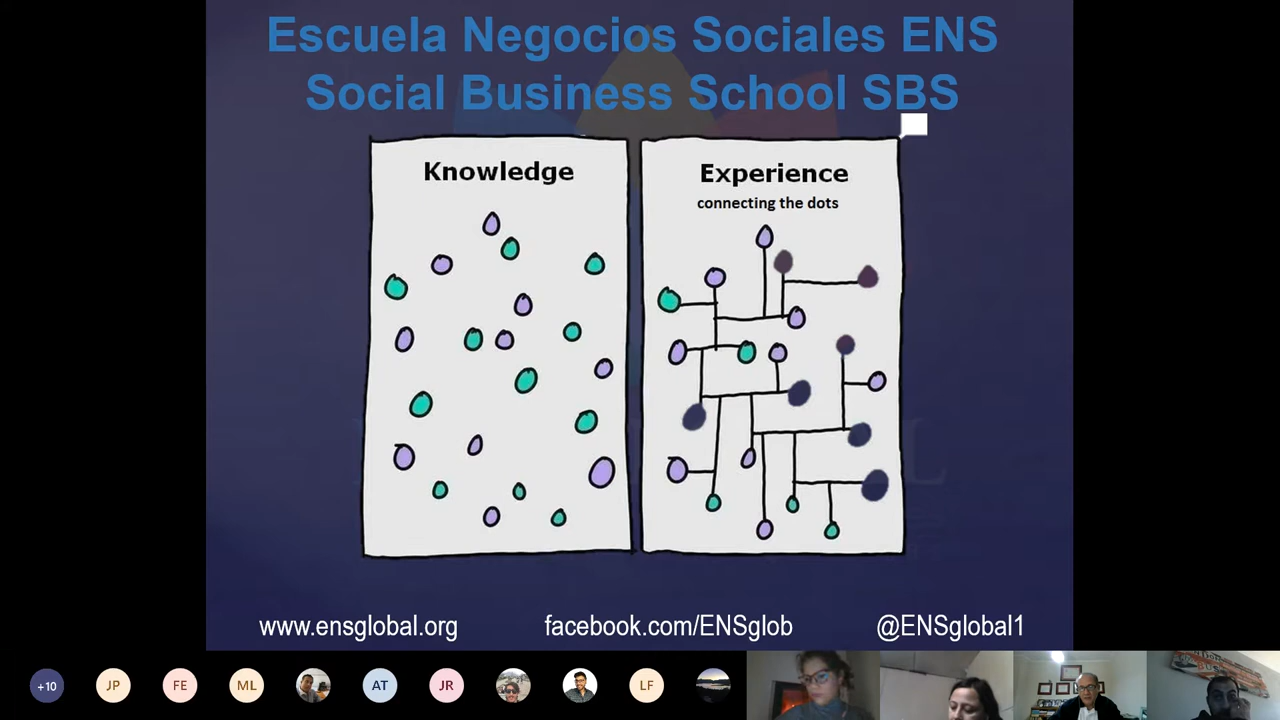 Escuela Negocios Sociales ENS
Social Business School SBS
Knowledge
Experience
connecting the dots
www.ensglobal.org
facebook.com/ENSglob
@ENSglobal1
+10
JP
FE
ML
AT
JR
LF